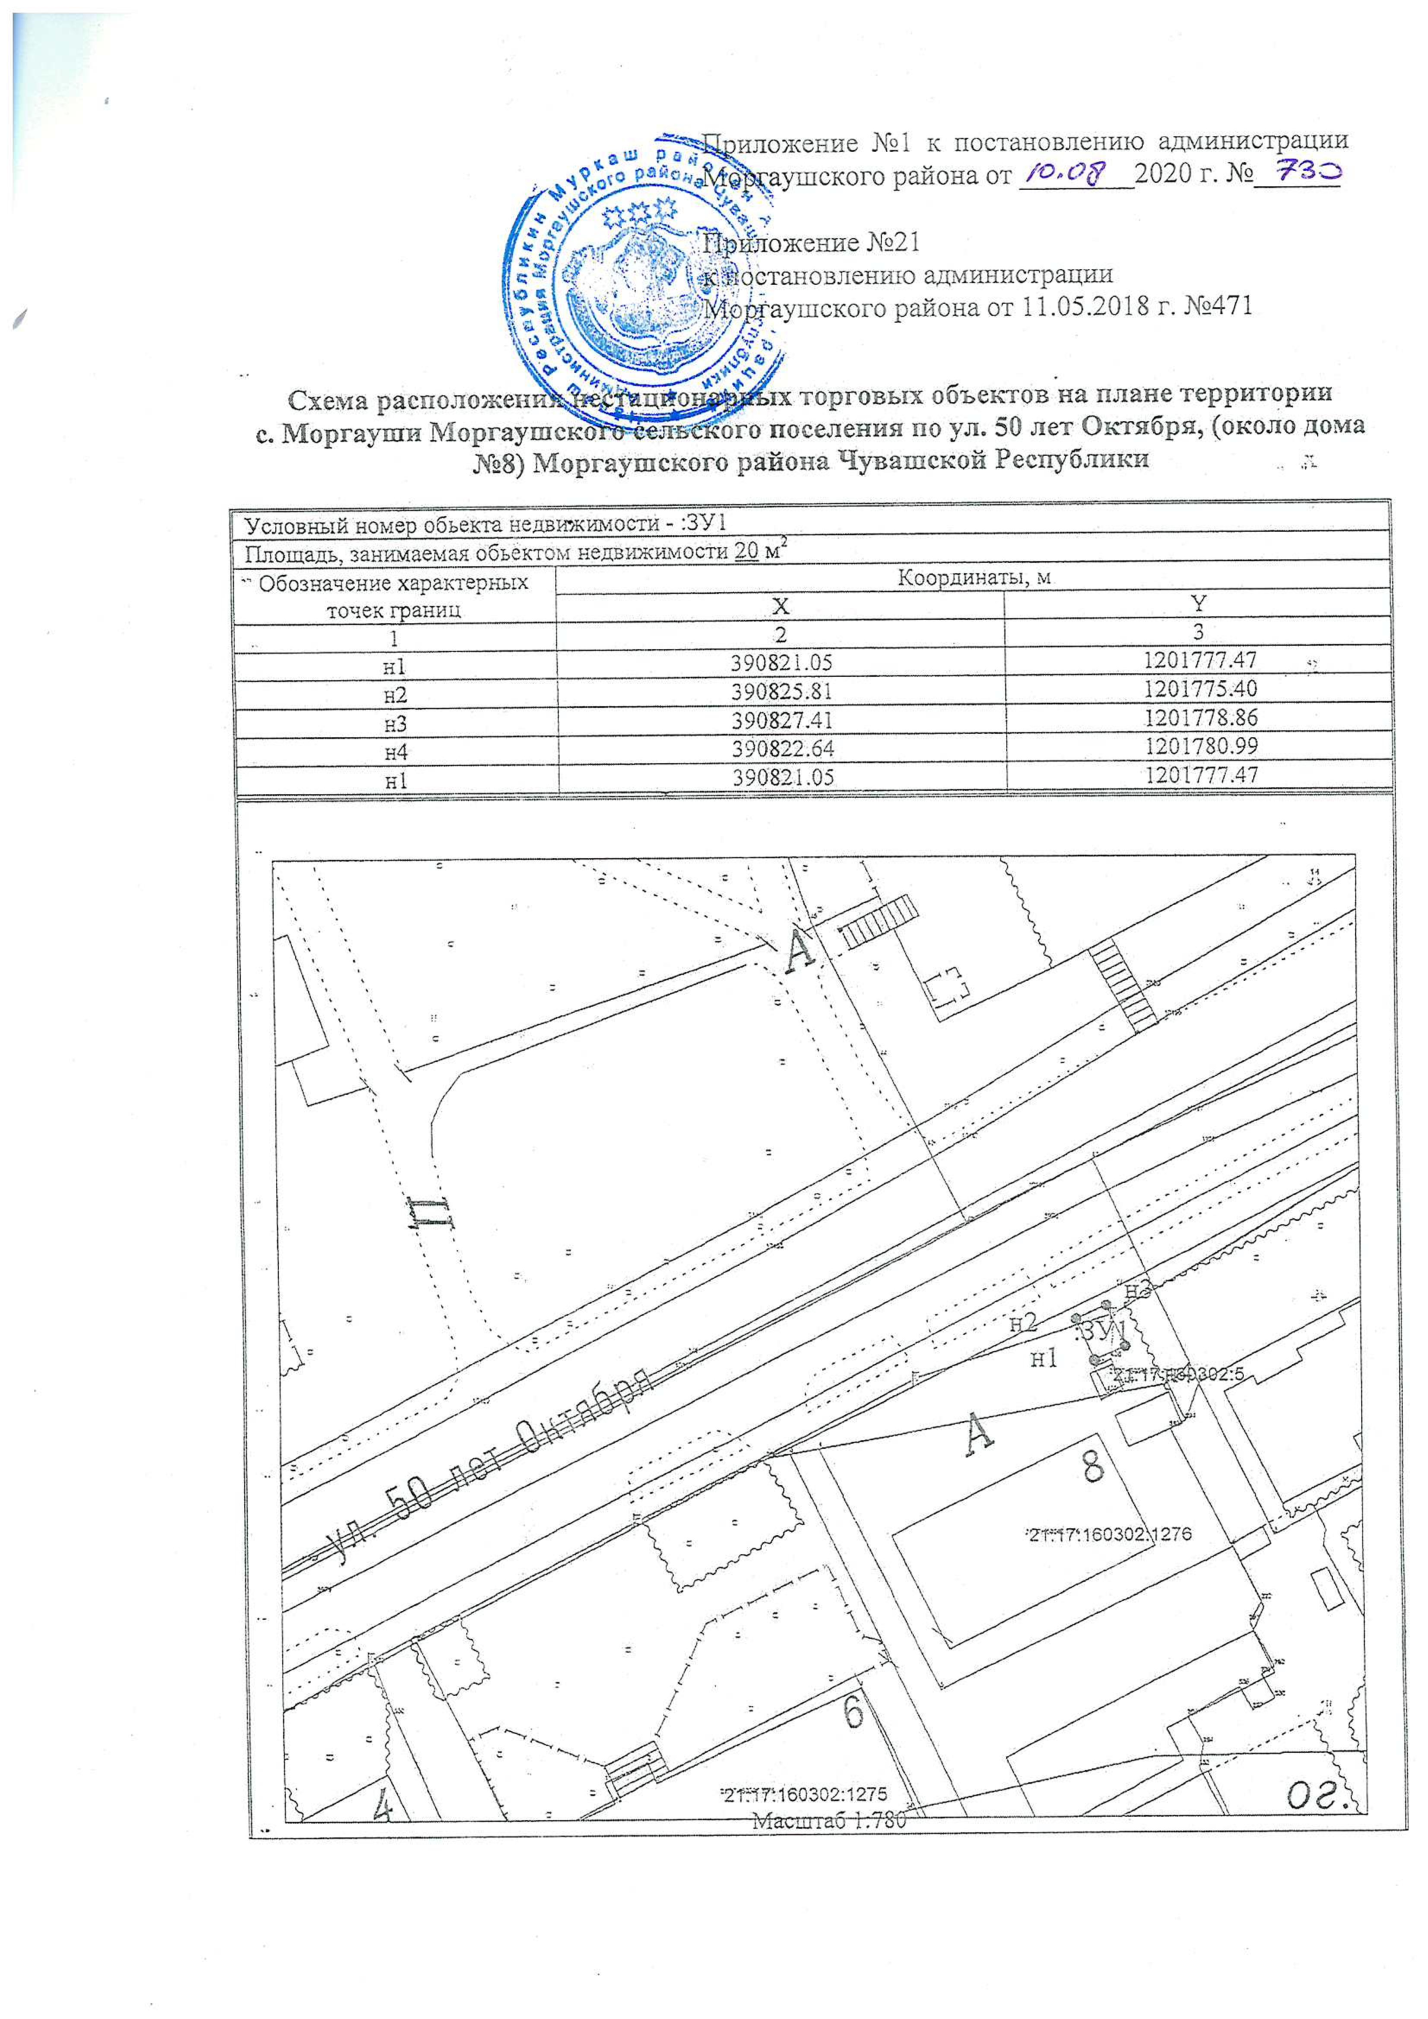 Приложение №1 к постановлению администрации
Моргаушского района от 10.08 2020 г. № 730
Приложение №21
к постановлению администрации
Моргаушского района от 11.05.2018 г. №471
Схема расположения нестационарных торговых объектов на плане территории
с. Моргауши Моргаушского сельского поселения по ул. 50 лет Октября, (около дома
№8) Моргаушского района Чувашской Республики
Условный номер обьекта недвижимости - :ЗУ1
Площадь, занимаемая обьектом недвижимости 20 м2
Обозначение характерных точек границ
Координаты, м
X Y
1 2 3
н1 390821.05 1201777.47
н2 390825.81 1201775.40
н3 390827.41 1201778.86
н4 390822.64 1201780.99
н1 390821.05 1201777.47
А
П
н3
н2
:ЗУ1
н1
21:17:160302:5
ул. 50 лет Октября
А
8
21:17:160302:1276
6
21:17:160302:1275
4
ог.
Масштаб 1:780